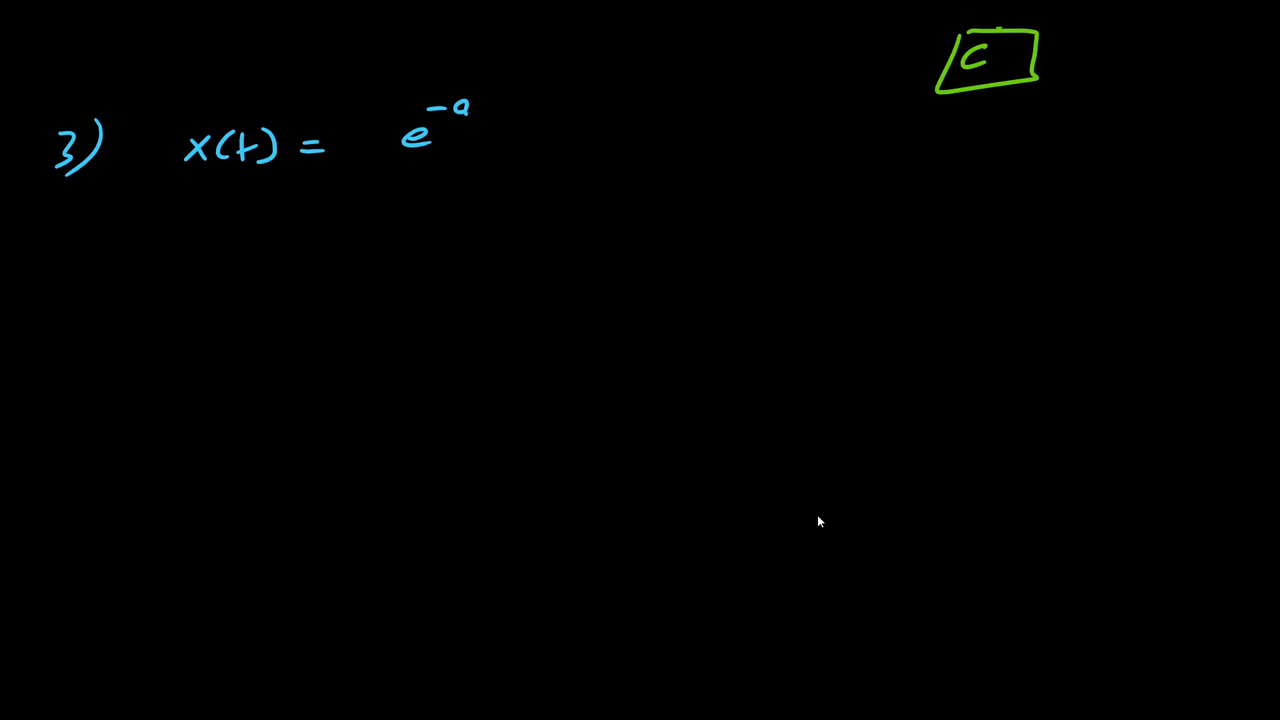 C
3) x(t) = e^{-a}